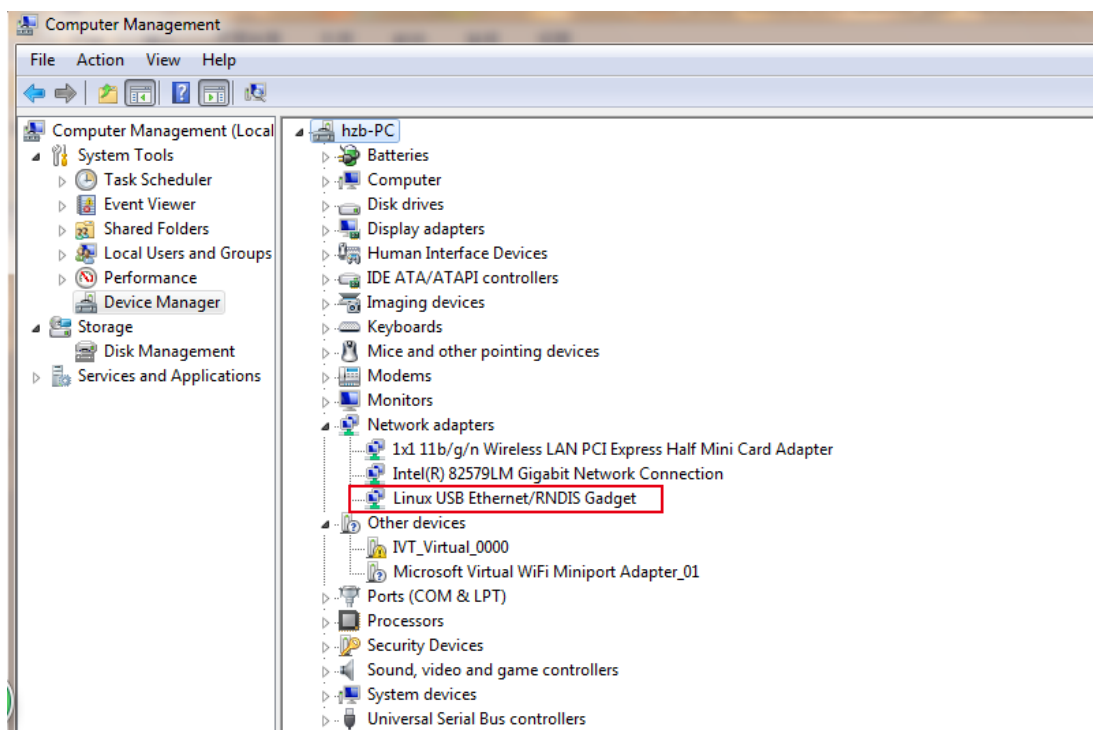 Computer Management
File Action View Help
Computer Management (Local
System Tools
Task Scheduler
Event Viewer
Shared Folders
Local Users and Groups
Performance
Device Manager
Storage
Disk Management
Services and Applications
hzb-PC
Batteries
Computer
Disk drives
Display adapters
Human Interface Devices
IDE ATA/ATAPI controllers
Imaging devices
Keyboards
Mice and other pointing devices
Modems
Monitors
Network adapters
1x1 11b/g/n Wireless LAN PCI Express Half Mini Card Adapter
Intel(R) 82579LM Gigabit Network Connection
Linux USB Ethernet/RNDIS Gadget
Other devices
IVT_Virtual_0000
Microsoft Virtual WiFi Miniport Adapter_01
Ports (COM & LPT)
Processors
Security Devices
Sound, video and game controllers
System devices
Universal Serial Bus controllers